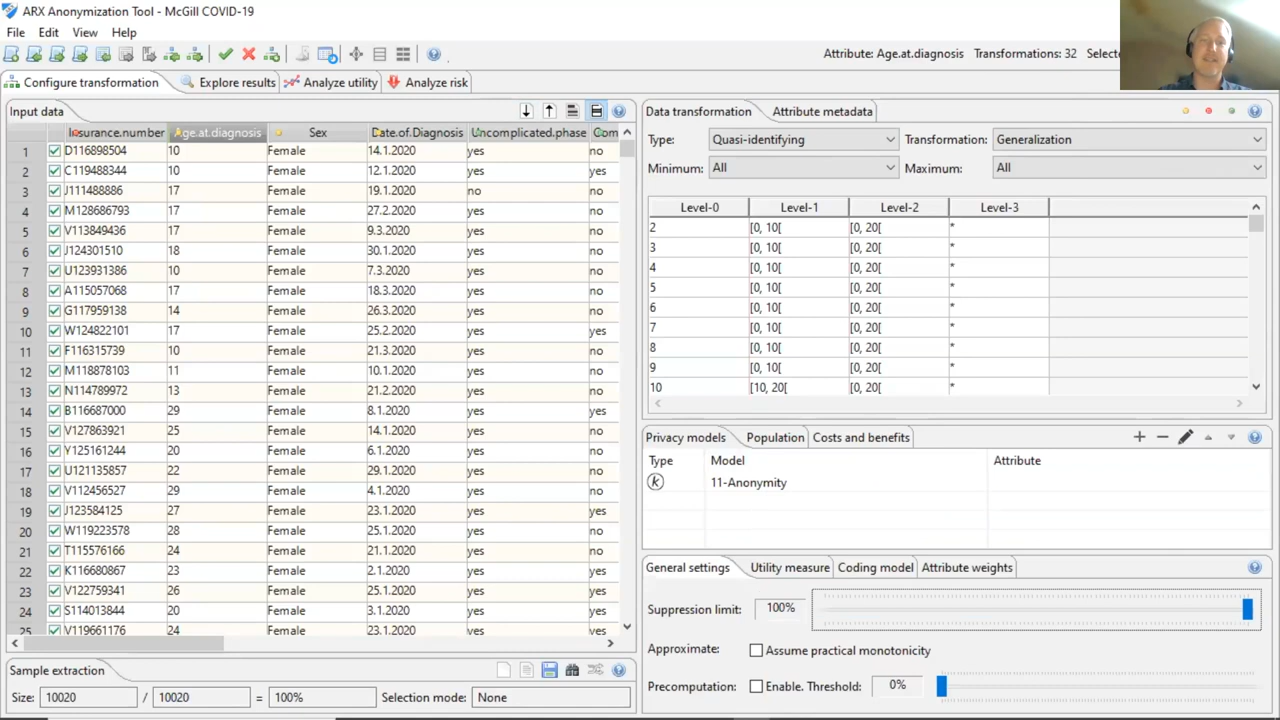 ARX Anonymization Tool - McGill COVID-19
File Edit View Help
Attribute: Age.at.diagnosis Transformations: 32
Configure transformation Explore results Analyze utility Analyze risk
Input data
Insurance.number Age.at.diagnosis Sex Date.of.Diagnosis Uncomplicated.phase Com
1 D116898504 10 Female 14.1.2020 yes no
2 C119488344 10 Female 12.1.2020 yes yes
3 J111488886 17 Female 19.1.2020 no no
4 M128686793 17 Female 27.2.2020 yes no
5 V113849436 17 Female 9.3.2020 yes no
6 J124301510 18 Female 30.1.2020 yes no
7 U123931386 10 Female 7.3.2020 yes no
8 A115057068 17 Female 18.3.2020 yes no
9 G117959138 14 Female 26.3.2020 yes no
10 W124822101 17 Female 25.2.2020 yes yes
11 F116315739 10 Female 21.3.2020 yes no
12 M118878103 11 Female 10.1.2020 yes no
13 N114789972 13 Female 21.2.2020 yes no
14 B116687000 29 Female 8.1.2020 yes yes
15 V127863921 25 Female 14.1.2020 yes no
16 Y125161244 20 Female 6.1.2020 yes no
17 U121135857 22 Female 29.1.2020 yes yes
18 V112456527 29 Female 4.1.2020 yes no
19 J123584125 27 Female 23.1.2020 yes yes
20 W119223578 28 Female 25.1.2020 yes no
21 T115576166 24 Female 21.1.2020 yes no
22 K116680867 23 Female 2.1.2020 yes yes
23 V122759341 26 Female 25.1.2020 yes yes
24 S114013844 20 Female 3.1.2020 yes yes
25 V119661176 24 Female 23.1.2020 yes yes
Sample extraction
Size: 10020 / 10020 = 100% Selection mode: None
Data transformation Attribute metadata
Type: Quasi-identifying Transformation: Generalization
Minimum: All Maximum: All
Level-0 Level-1 Level-2 Level-3
2 [0, 10[ [0, 20[ *
3 [0, 10[ [0, 20[ *
4 [0, 10[ [0, 20[ *
5 [0, 10[ [0, 20[ *
6 [0, 10[ [0, 20[ *
7 [0, 10[ [0, 20[ *
8 [0, 10[ [0, 20[ *
9 [0, 10[ [0, 20[ *
10 [10, 20[ [0, 20[ *
Privacy models Population Costs and benefits
Type Model Attribute
k 11-Anonymity
General settings Utility measure Coding model Attribute weights
Suppression limit: 100%
Approximate: Assume practical monotonicity
Precomputation: Enable. Threshold: 0%